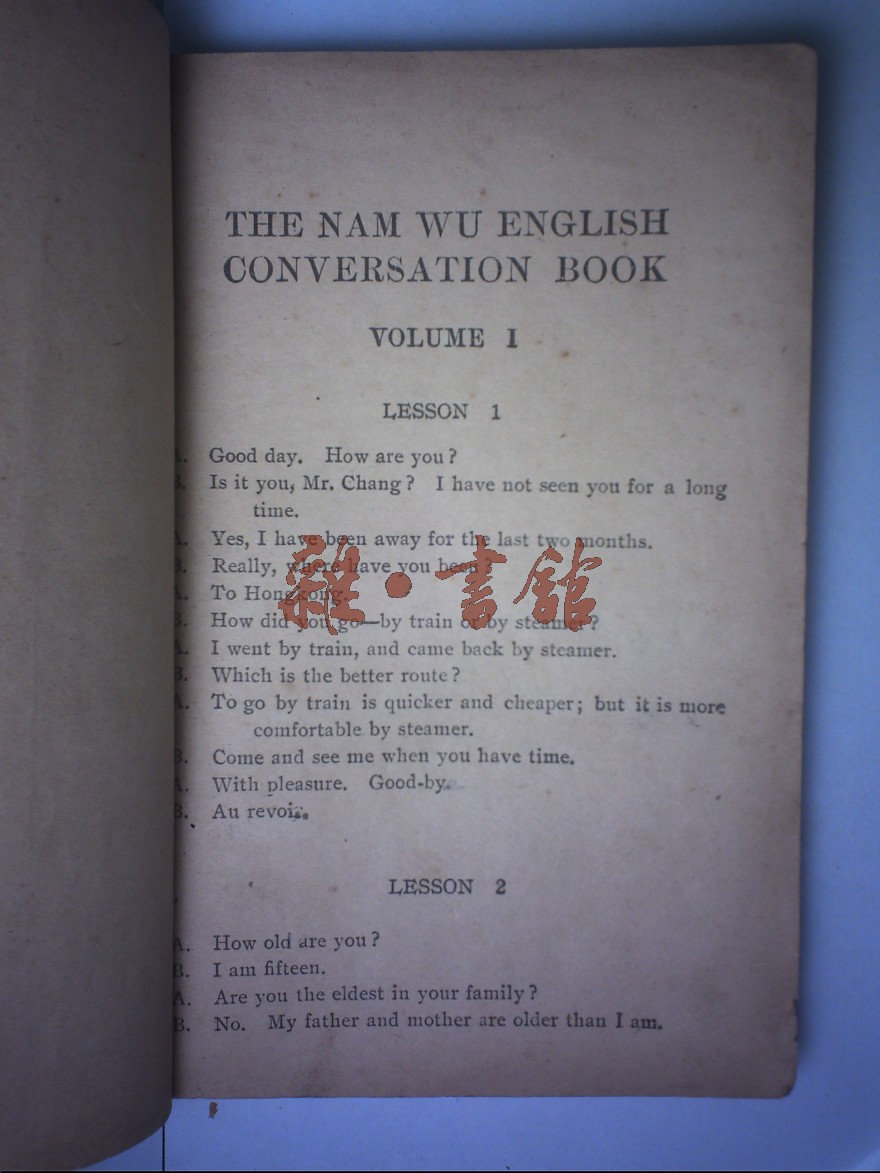 THE NAM WU ENGLISH
CONVERSATION BOOK
VOLUME I
LESSON 1
A. Good day. How are you?
B. Is it you, Mr. Chang? I have not seen you for a long
time.
A. Yes, I have been away for the last two months.
B. Really, where have you been?
A. To Hongkong.
B. How did you go—by train or by steamer?
A. I went by train, and came back by steamer.
B. Which is the better route?
A. To go by train is quicker and cheaper; but it is more
comfortable by steamer.
B. Come and see me when you have time.
A. With pleasure. Good-by.
B. Au revoir.
LESSON 2
A. How old are you?
B. I am fifteen.
A. Are you the eldest in your family?
B. No. My father and mother are older than I am.
雜·書館